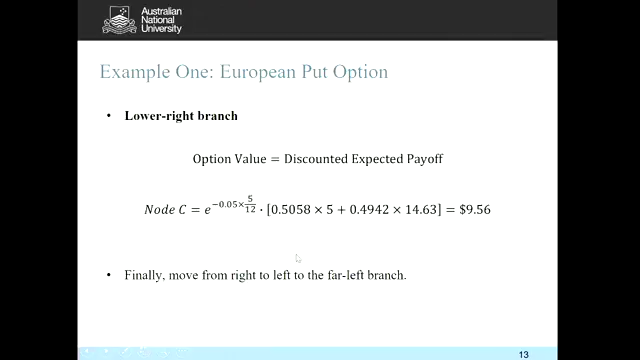 Australian
National
University
Example One: European Put Option
• Lower-right branch
Option Value = Discounted Expected Payoff
Node C = e^{−0.05×\frac{5}{12}} · [0.5058 × 5 + 0.4942 × 14.63] = $9.56
• Finally, move from right to left to the far-left branch.
13